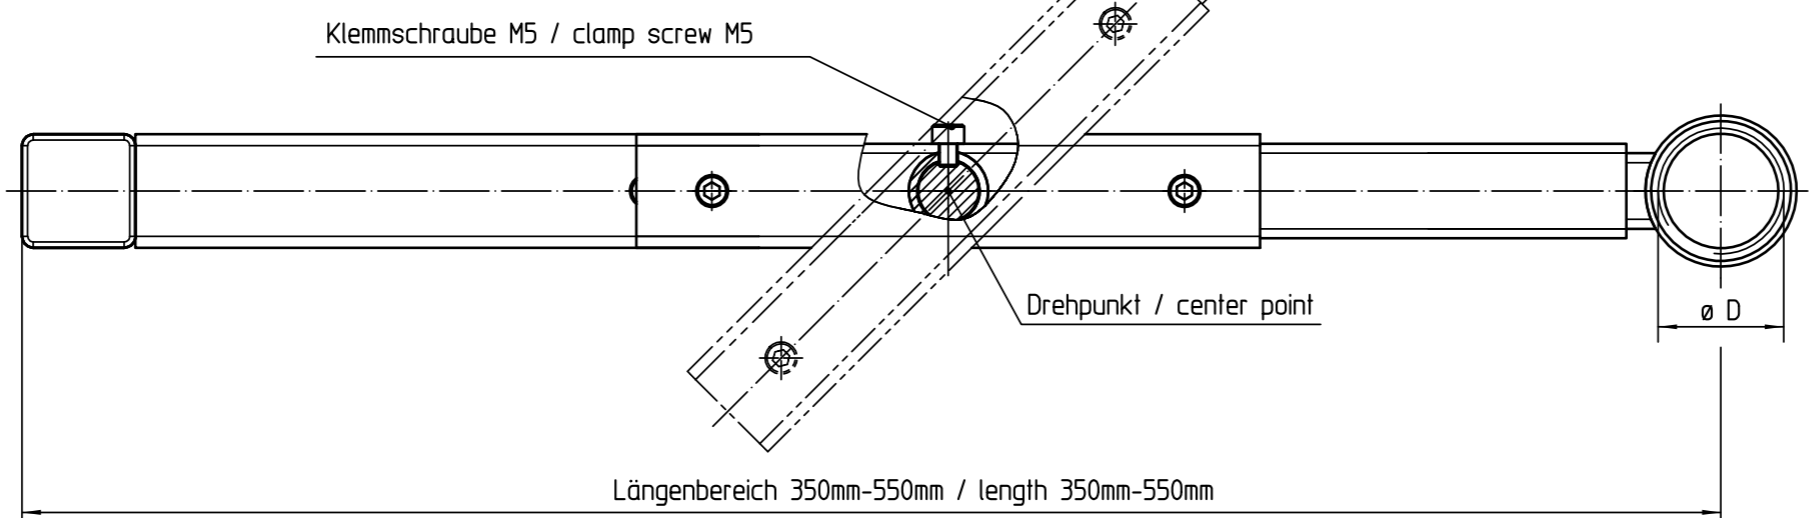 Klemmschraube M5 / clamp screw M5
Drehpunkt / center point
ø D
Längenbereich 350mm-550mm / length 350mm-550mm